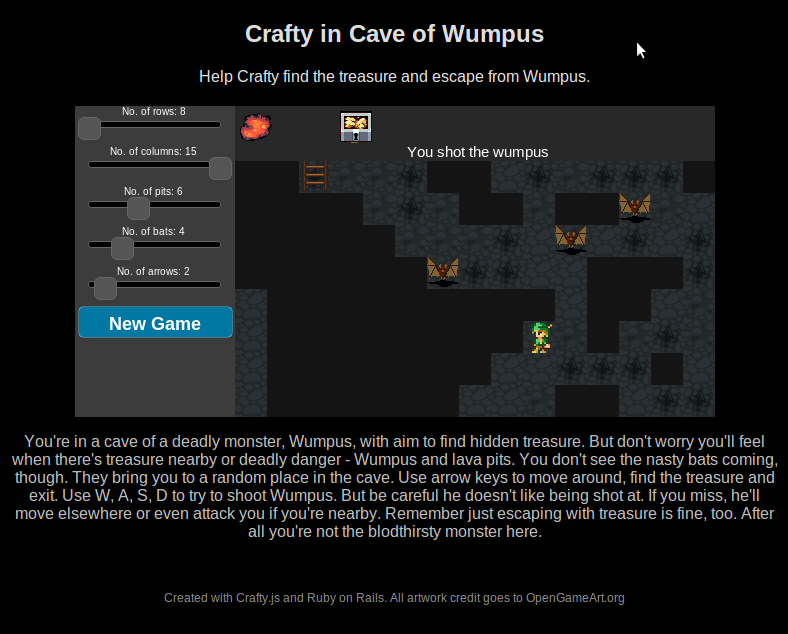 Crafty in Cave of Wumpus
Help Crafty find the treasure and escape from Wumpus.
No. of rows: 8
No. of columns: 15
No. of pits: 6
No. of bats: 4
No. of arrows: 2
New Game
You shot the wumpus
You're in a cave of a deadly monster, Wumpus, with aim to find hidden treasure. But don't worry you'll feel
when there's treasure nearby or deadly danger - Wumpus and lava pits. You don't see the nasty bats coming,
though. They bring you to a random place in the cave. Use arrow keys to move around, find the treasure and
exit. Use W, A, S, D to try to shoot Wumpus. But be careful he doesn't like being shot at. If you miss, he'll
move elsewhere or even attack you if you're nearby. Remember just escaping with treasure is fine, too. After
all you're not the blodthirsty monster here.
Created with Crafty.js and Ruby on Rails. All artwork credit goes to OpenGameArt.org